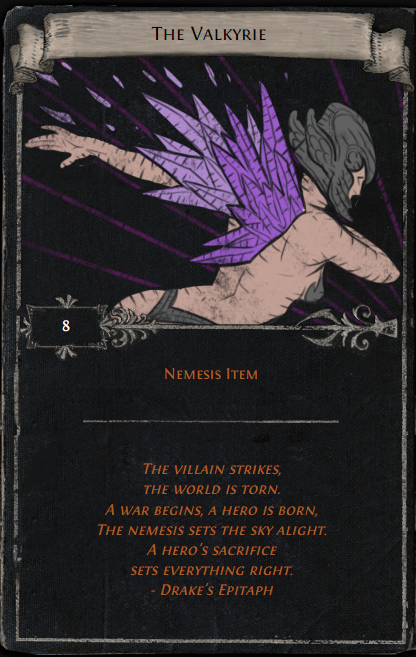 The Valkyrie
8
Nemesis Item
The villain strikes,
the world is torn.
A war begins, a hero is born,
The nemesis sets the sky alight.
A hero's sacrifice
sets everything right.
- Drake's Epitaph